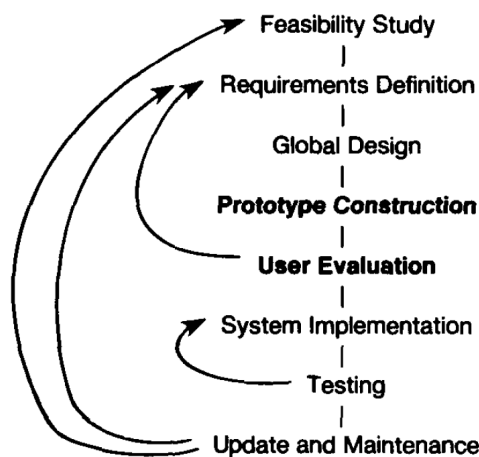 Feasibility Study
Requirements Definition
Global Design
Prototype Construction
User Evaluation
System Implementation
Testing
Update and Maintenance